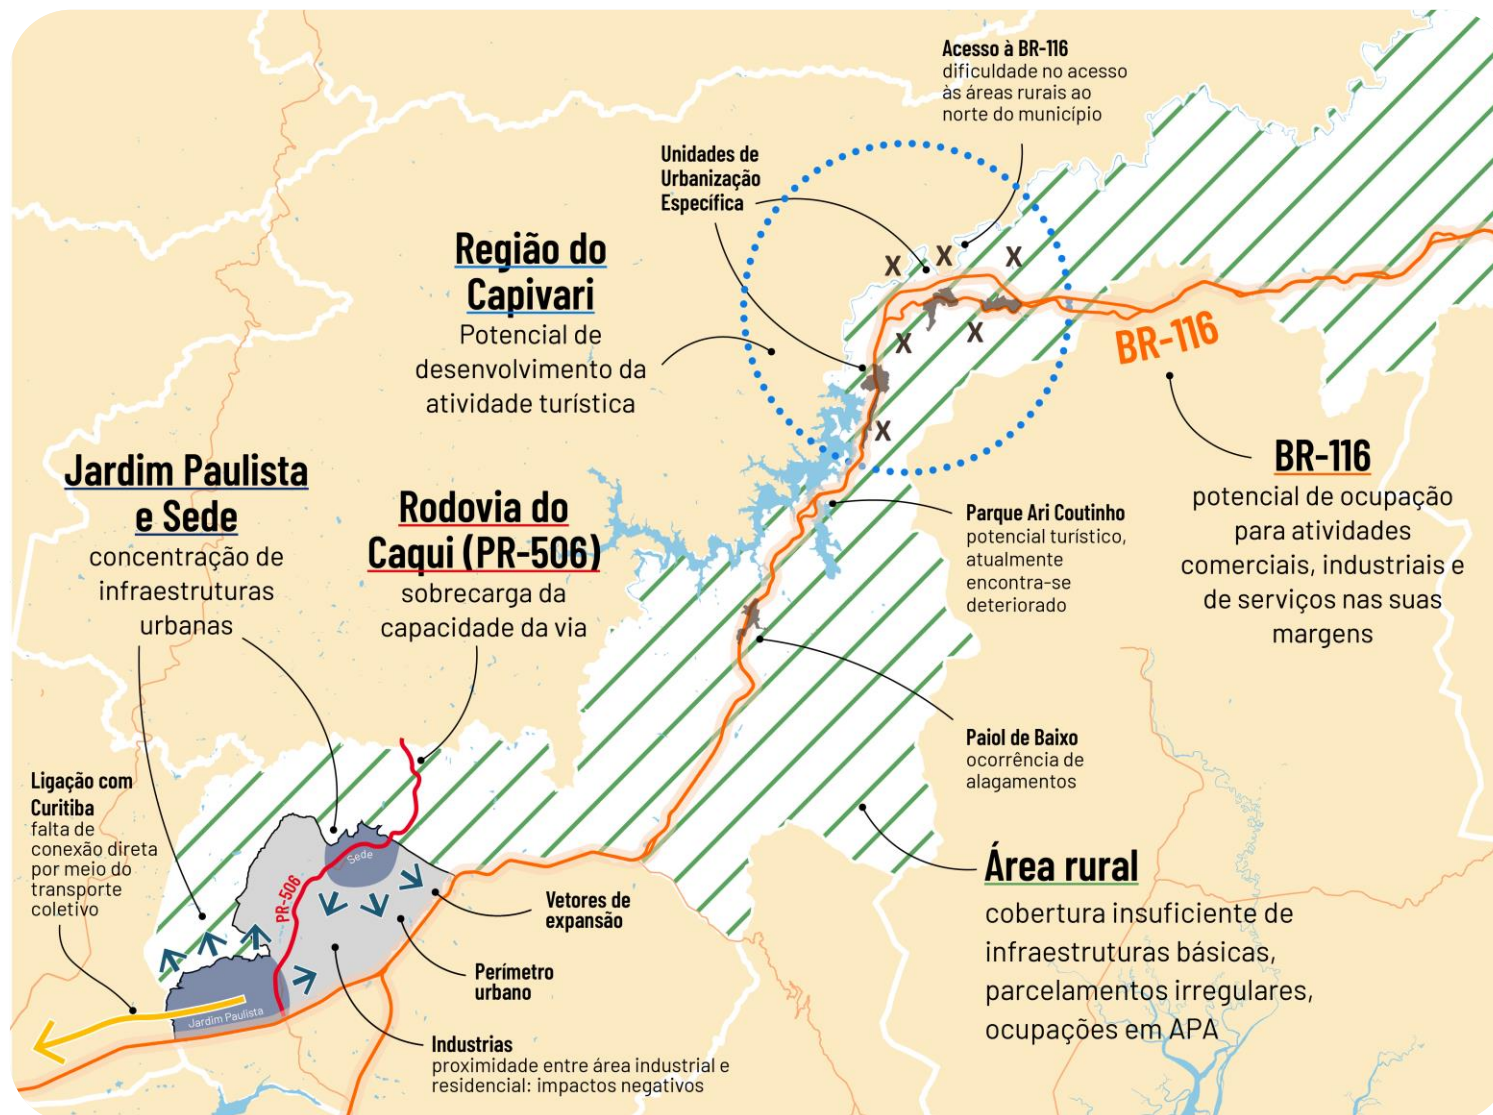 Acesso à BR-116
dificuldade no acesso
às áreas rurais ao
norte do município
Unidades de
Urbanização
Específica
Região do
Capivari
Potencial de
desenvolvimento da
atividade turística
X
X
X
X
X
X
BR-116
BR-116
potencial de ocupação
para atividades
comerciais, industriais e
de serviços nas suas
margens
Jardim Paulista
e Sede
concentração de
infraestruturas
urbanas
Rodovia do
Caqui (PR-506)
sobrecarga da
capacidade da via
Parque Ari Coutinho
potencial turístico,
atualmente
encontra-se
deteriorado
Paiol de Baixo
ocorrência de
alagamentos
Ligação com
Curitiba
falta de
conexão direta
por meio do
transporte
coletivo
Sede
PR-506
Jardim Paulista
Vetores de
expansão
Perímetro
urbano
Industrias
proximidade entre área industrial e
residencial: impactos negativos
Área rural
cobertura insuficiente de
infraestruturas básicas,
parcelamentos irregulares,
ocupações em APA